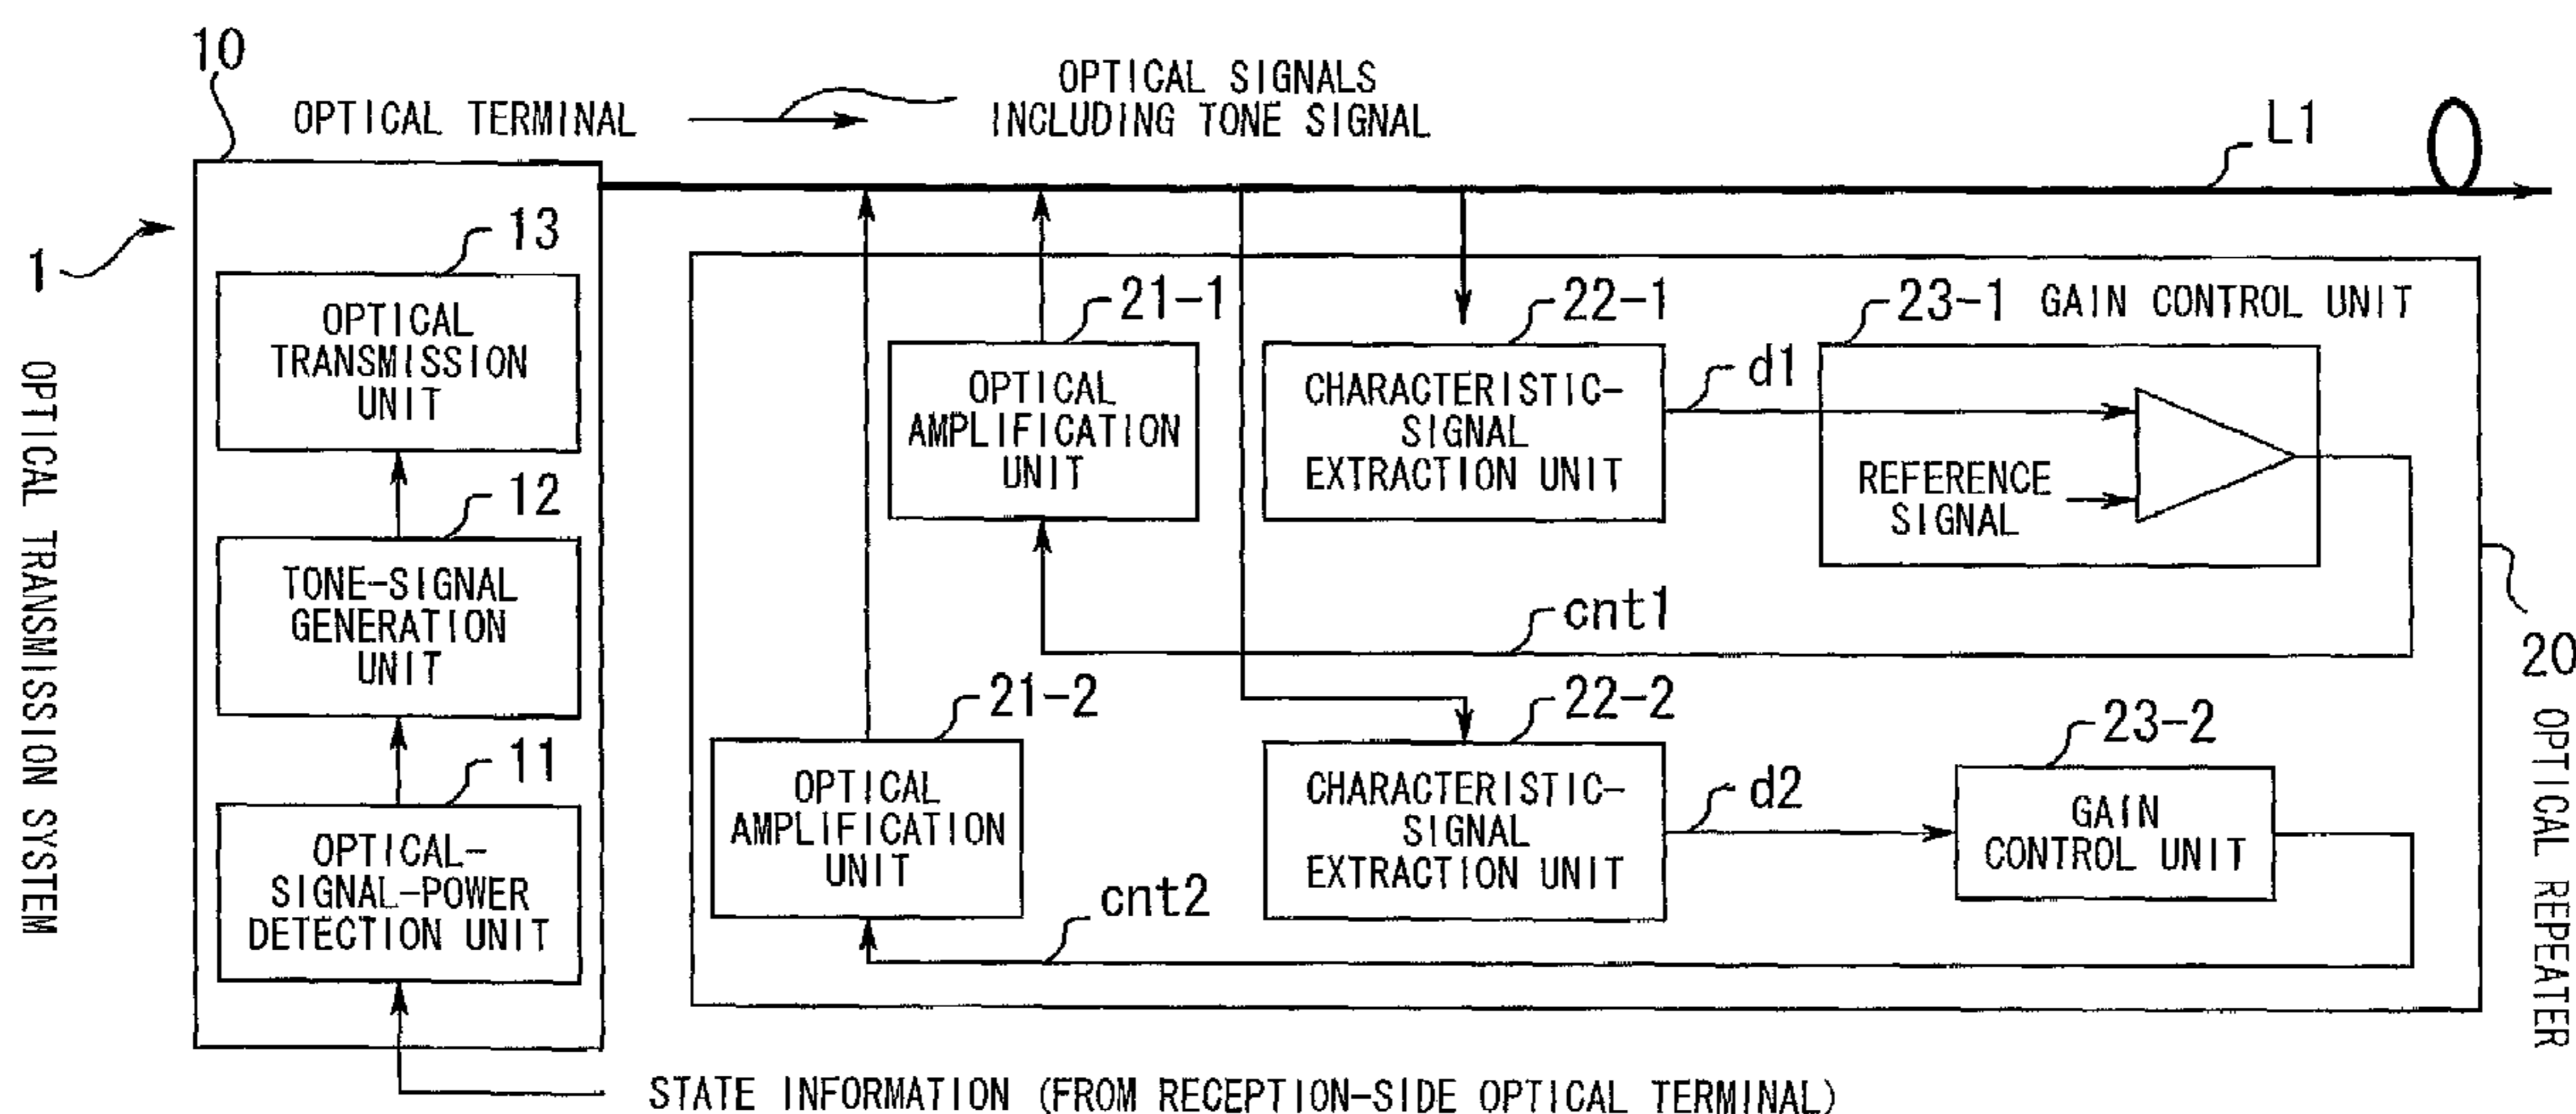 10
OPTICAL TERMINAL
OPTICAL SIGNALS
INCLUDING TONE SIGNAL
L1
1
OPTICAL TRANSMISSION SYSTEM
13
OPTICAL
TRANSMISSION
UNIT
12
TONE-SIGNAL
GENERATION
UNIT
11
OPTICAL-
SIGNAL-POWER
DETECTION UNIT
21-1
OPTICAL
AMPLIFICATION
UNIT
22-1
CHARACTERISTIC-
SIGNAL
EXTRACTION UNIT
d1
23-1 GAIN CONTROL UNIT
REFERENCE
SIGNAL
cnt1
20 OPTICAL REPEATER
21-2
OPTICAL
AMPLIFICATION
UNIT
22-2
CHARACTERISTIC-
SIGNAL
EXTRACTION UNIT
d2
23-2
GAIN
CONTROL UNIT
cnt2
STATE INFORMATION (FROM RECEPTION-SIDE OPTICAL TERMINAL)